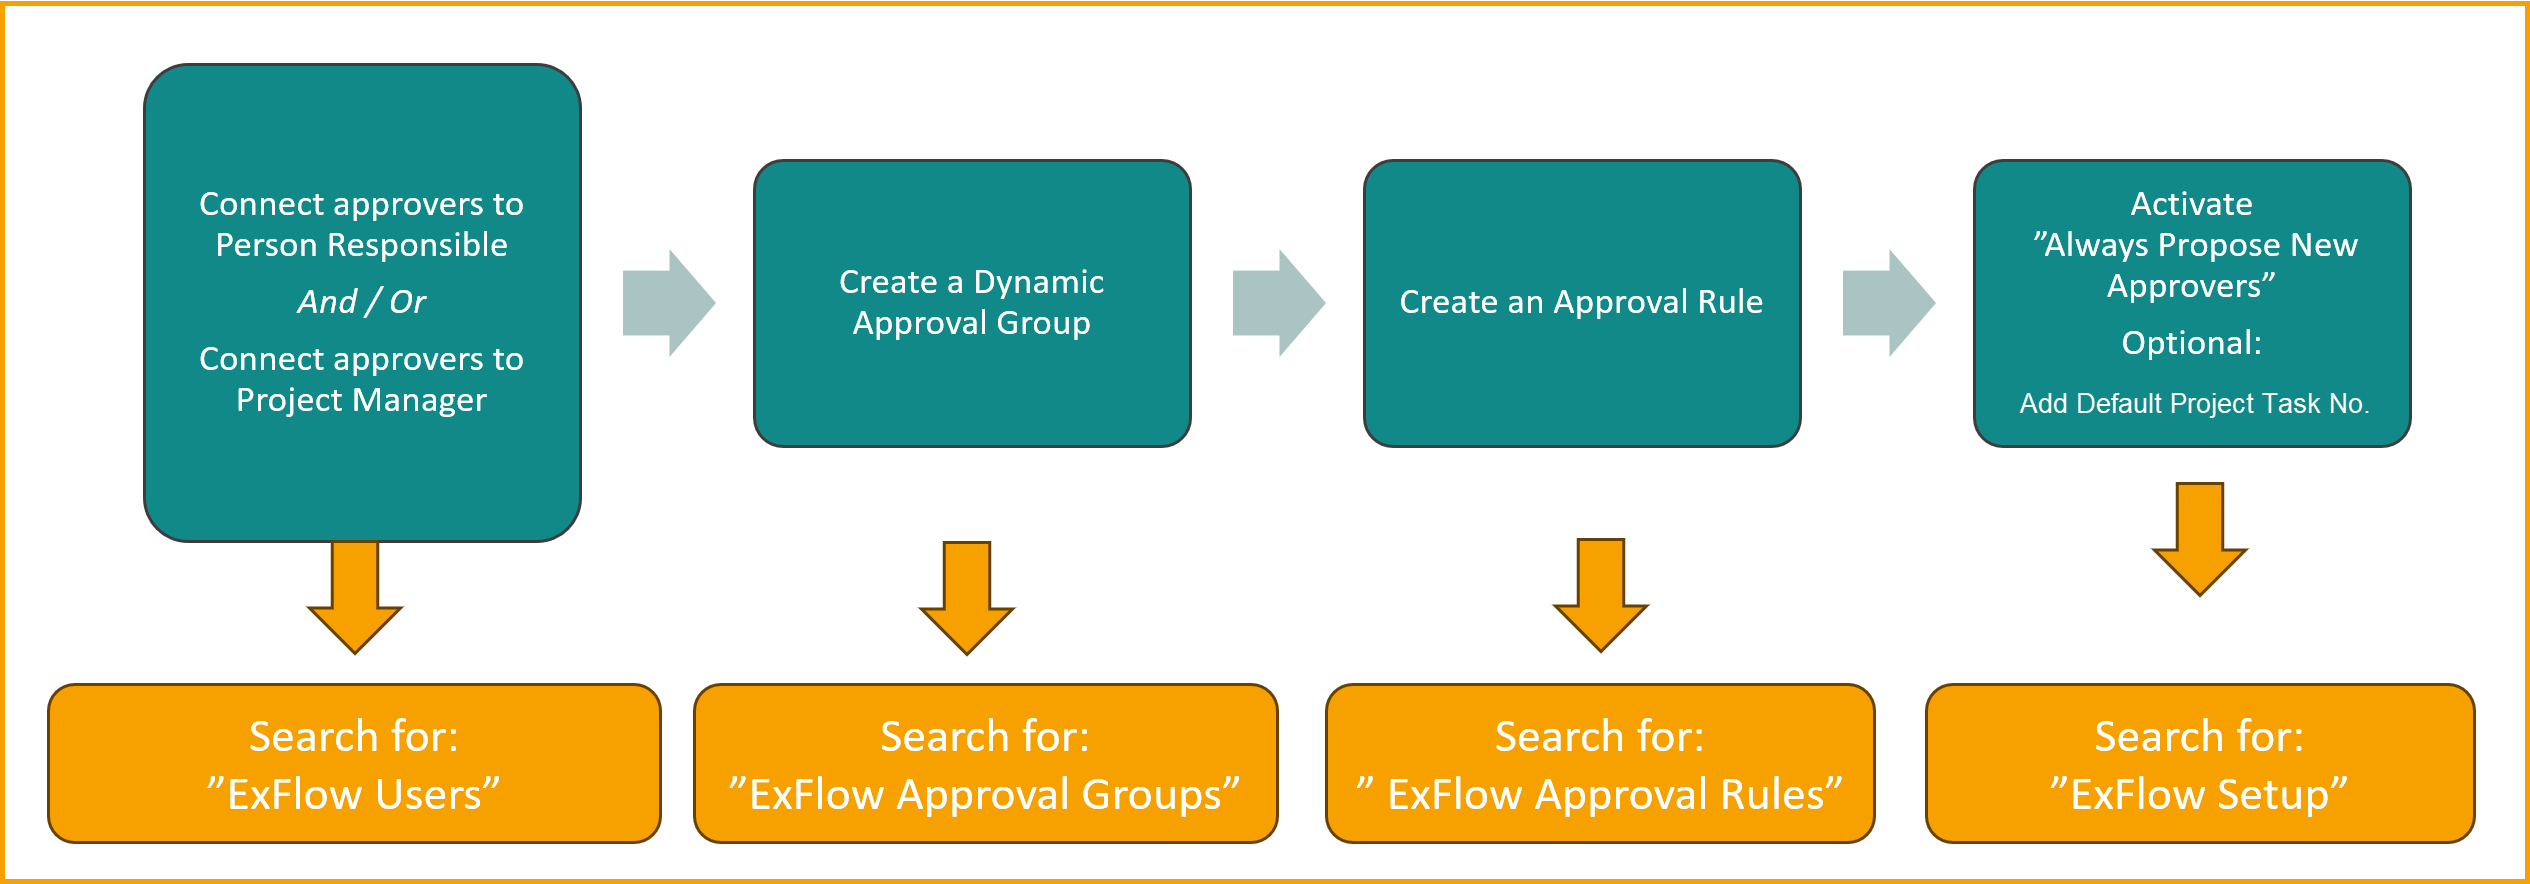 Connect approvers to
Person Responsible
And / Or
Connect approvers to
Project Manager
Create a Dynamic
Approval Group
Create an Approval Rule
Activate
”Always Propose New
Approvers”
Optional:
Add Default Project Task No.
Search for:
”ExFlow Users”
Search for:
”ExFlow Approval Groups”
Search for:
” ExFlow Approval Rules”
Search for:
”ExFlow Setup”